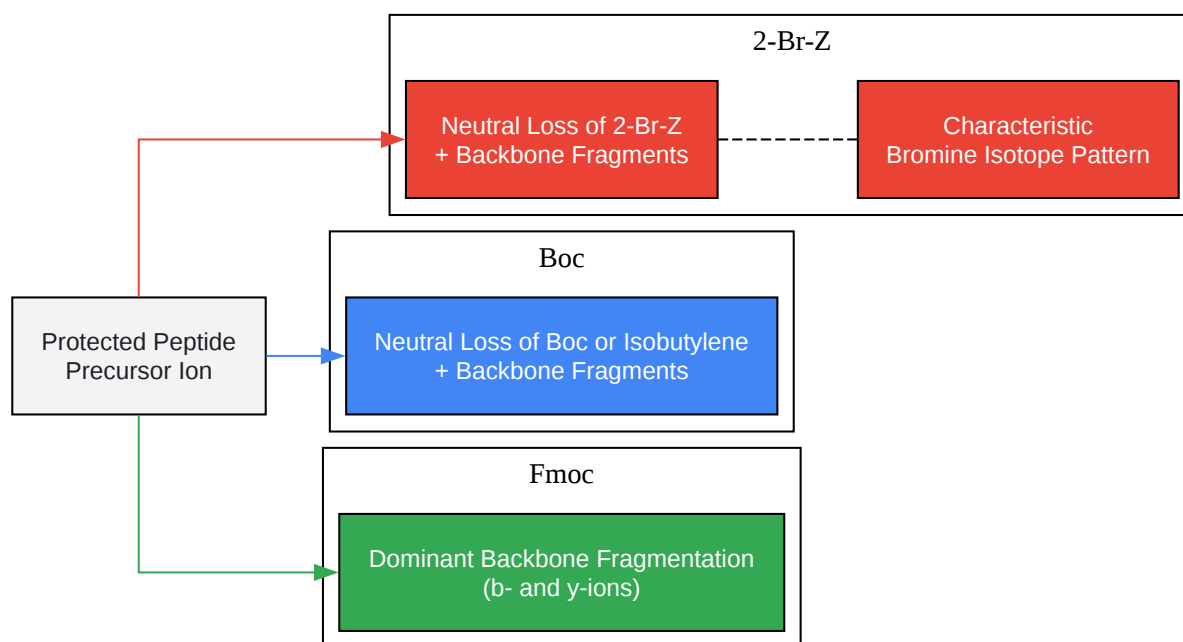 2-Br-Z
Neutral Loss of 2-Br-Z
+ Backbone Fragments
Characteristic
Bromine Isotope Pattern
Boc
Protected Peptide
Precursor Ion
Neutral Loss of Boc or Isobutylene
+ Backbone Fragments
Fmoc
Dominant Backbone Fragmentation
(b- and y-ions)